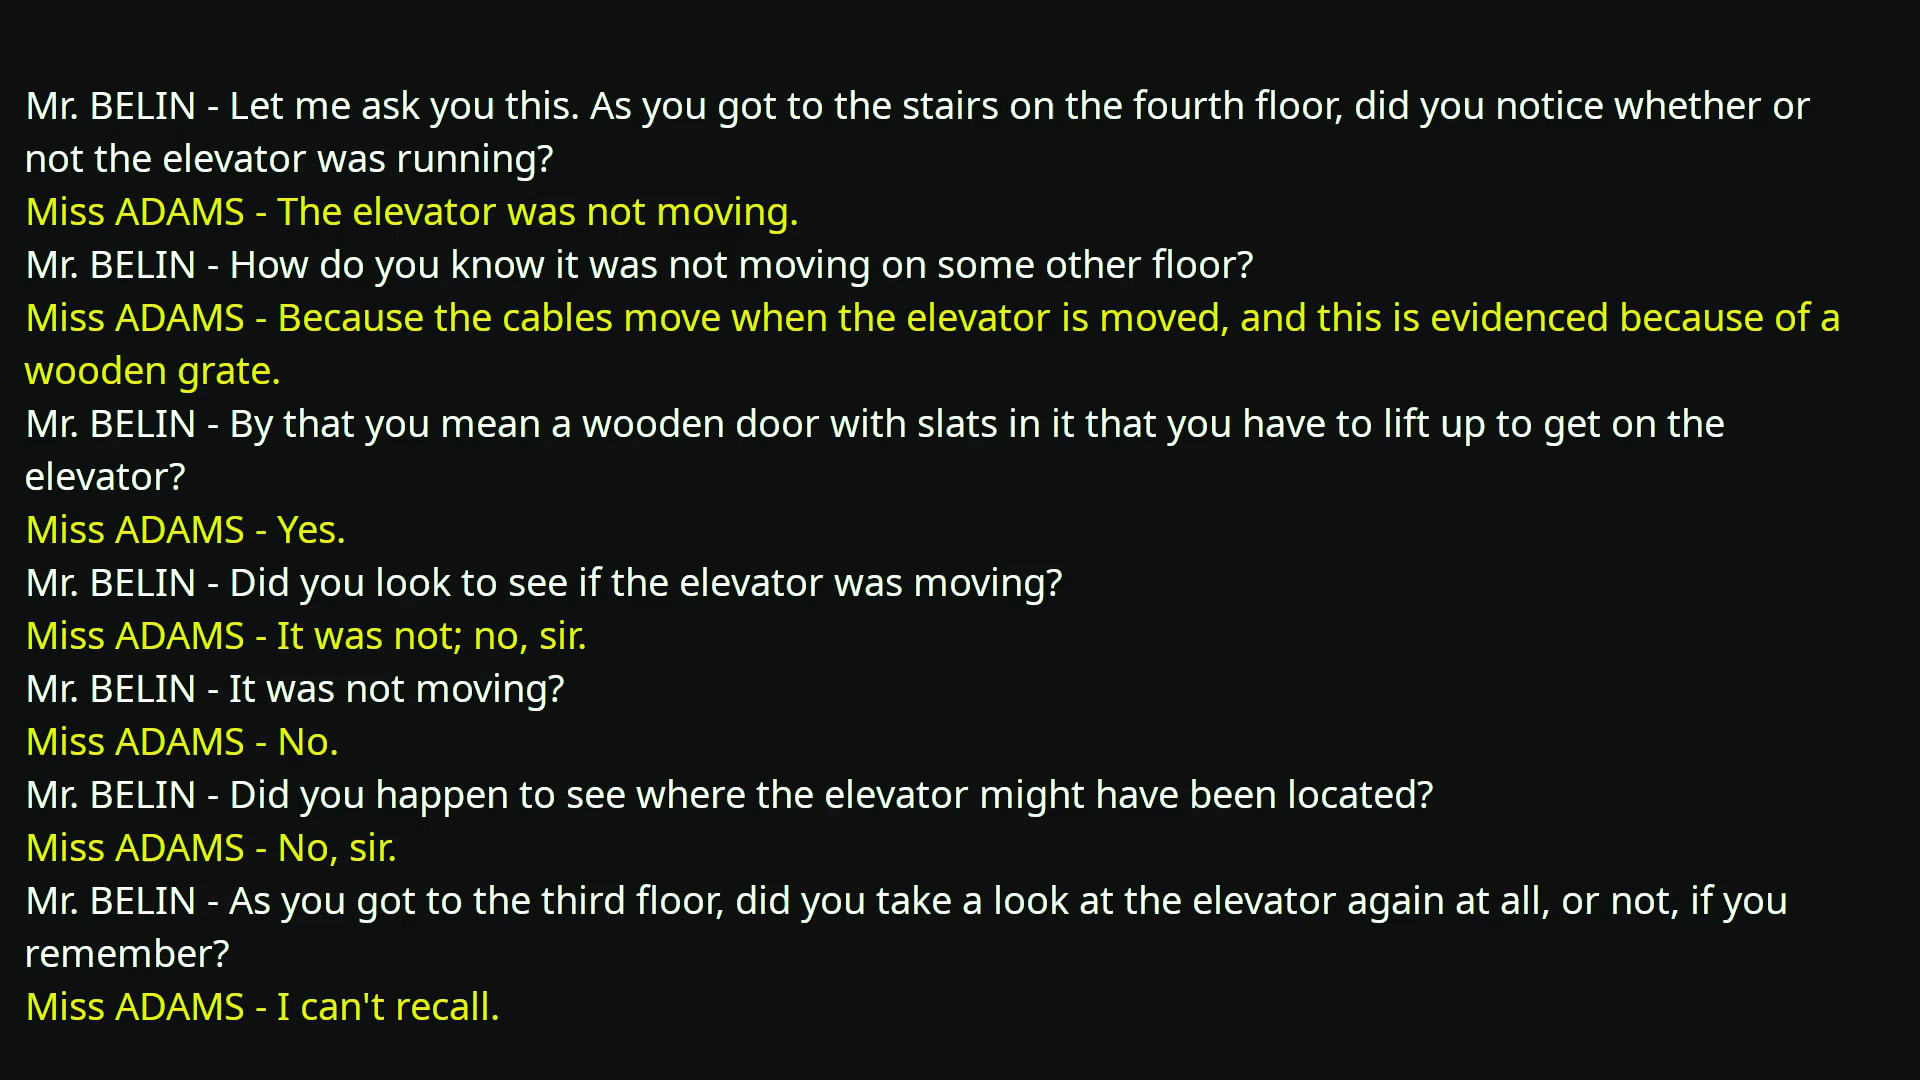 Mr. BELIN - Let me ask you this. As you got to the stairs on the fourth floor, did you notice whether or
not the elevator was running?
Miss ADAMS - The elevator was not moving.
Mr. BELIN - How do you know it was not moving on some other floor?
Miss ADAMS - Because the cables move when the elevator is moved, and this is evidenced because of a
wooden grate.
Mr. BELIN - By that you mean a wooden door with slats in it that you have to lift up to get on the
elevator?
Miss ADAMS - Yes.
Mr. BELIN - Did you look to see if the elevator was moving?
Miss ADAMS - It was not; no, sir.
Mr. BELIN - It was not moving?
Miss ADAMS - No.
Mr. BELIN - Did you happen to see where the elevator might have been located?
Miss ADAMS - No, sir.
Mr. BELIN - As you got to the third floor, did you take a look at the elevator again at all, or not, if you
remember?
Miss ADAMS - I can't recall.